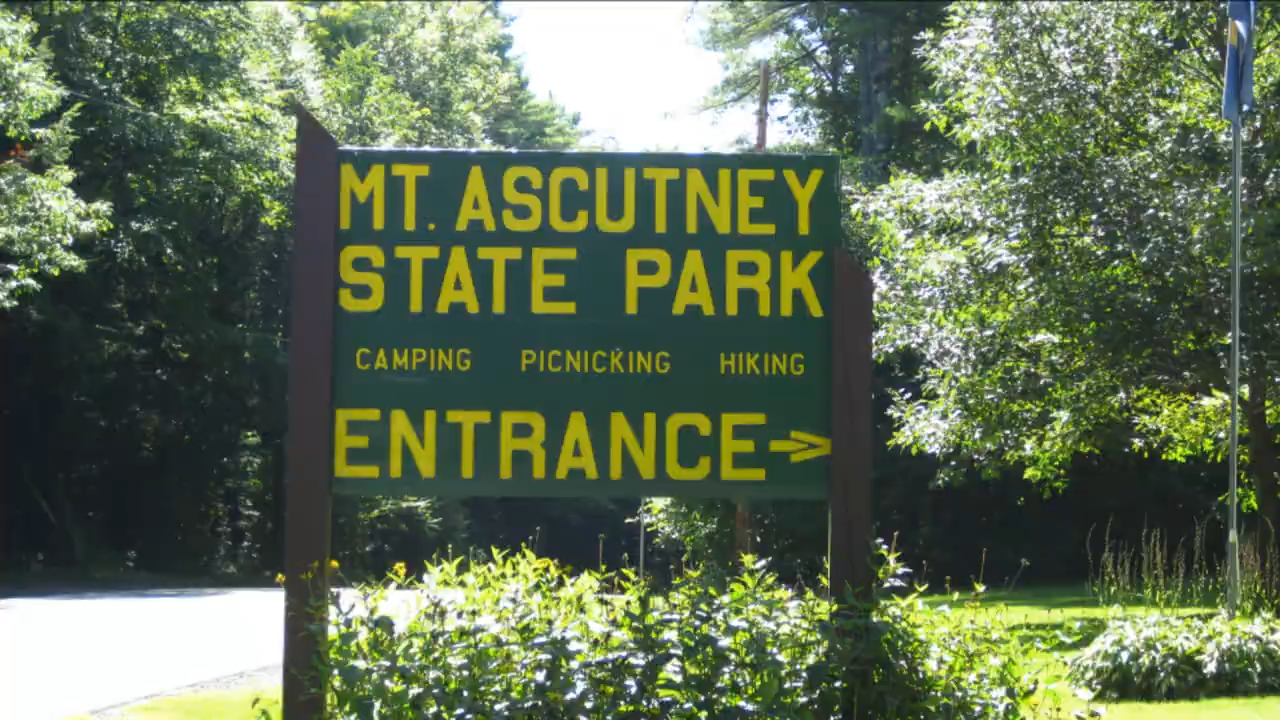 MT. ASCUTNEY
STATE PARK
CAMPING PICNICKING HIKING
ENTRANCE→